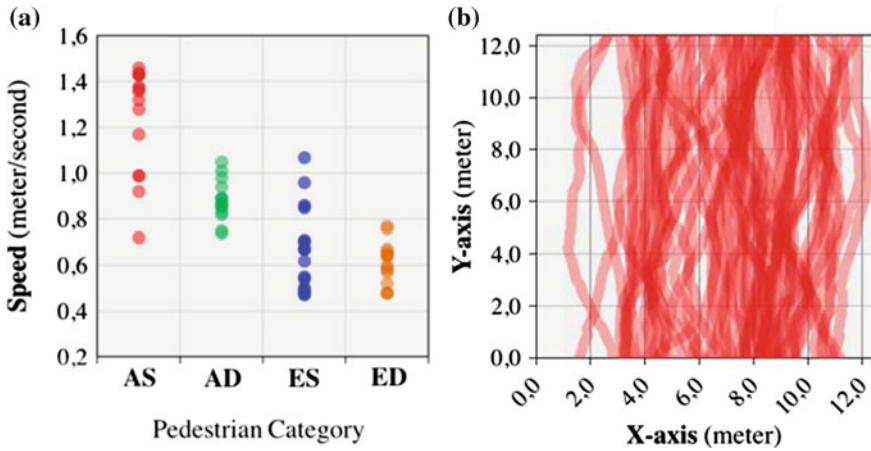 (a)
1,6
1,4
1,2
1,0
0,8
0,6
0,4
0,2
Speed (meter/second)
AS AD ES ED
Pedestrian Category
(b)
12,0
10,0
8,0
6,0
4,0
2,0
0,0
Y-axis (meter)
0,0 2,0 4,0 6,0 8,0 10,0 12,0
X-axis (meter)